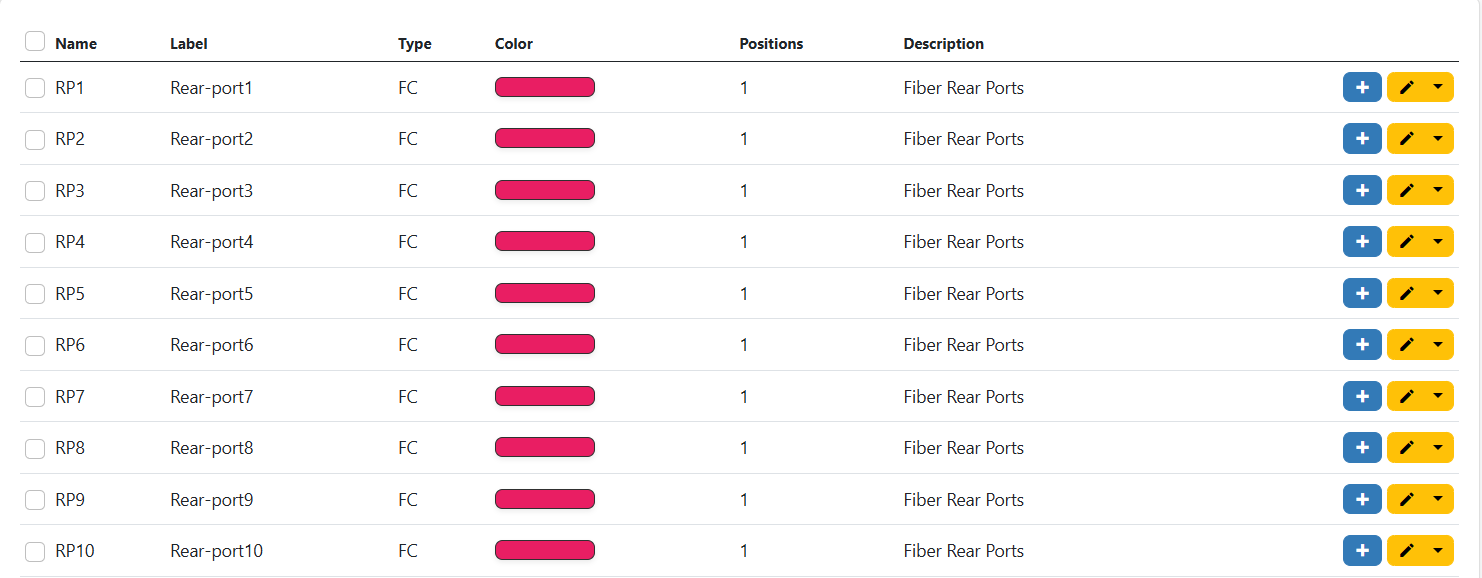 Name Label Type Color Positions Description
RP1 Rear-port1 FC 1 Fiber Rear Ports
RP2 Rear-port2 FC 1 Fiber Rear Ports
RP3 Rear-port3 FC 1 Fiber Rear Ports
RP4 Rear-port4 FC 1 Fiber Rear Ports
RP5 Rear-port5 FC 1 Fiber Rear Ports
RP6 Rear-port6 FC 1 Fiber Rear Ports
RP7 Rear-port7 FC 1 Fiber Rear Ports
RP8 Rear-port8 FC 1 Fiber Rear Ports
RP9 Rear-port9 FC 1 Fiber Rear Ports
RP10 Rear-port10 FC 1 Fiber Rear Ports